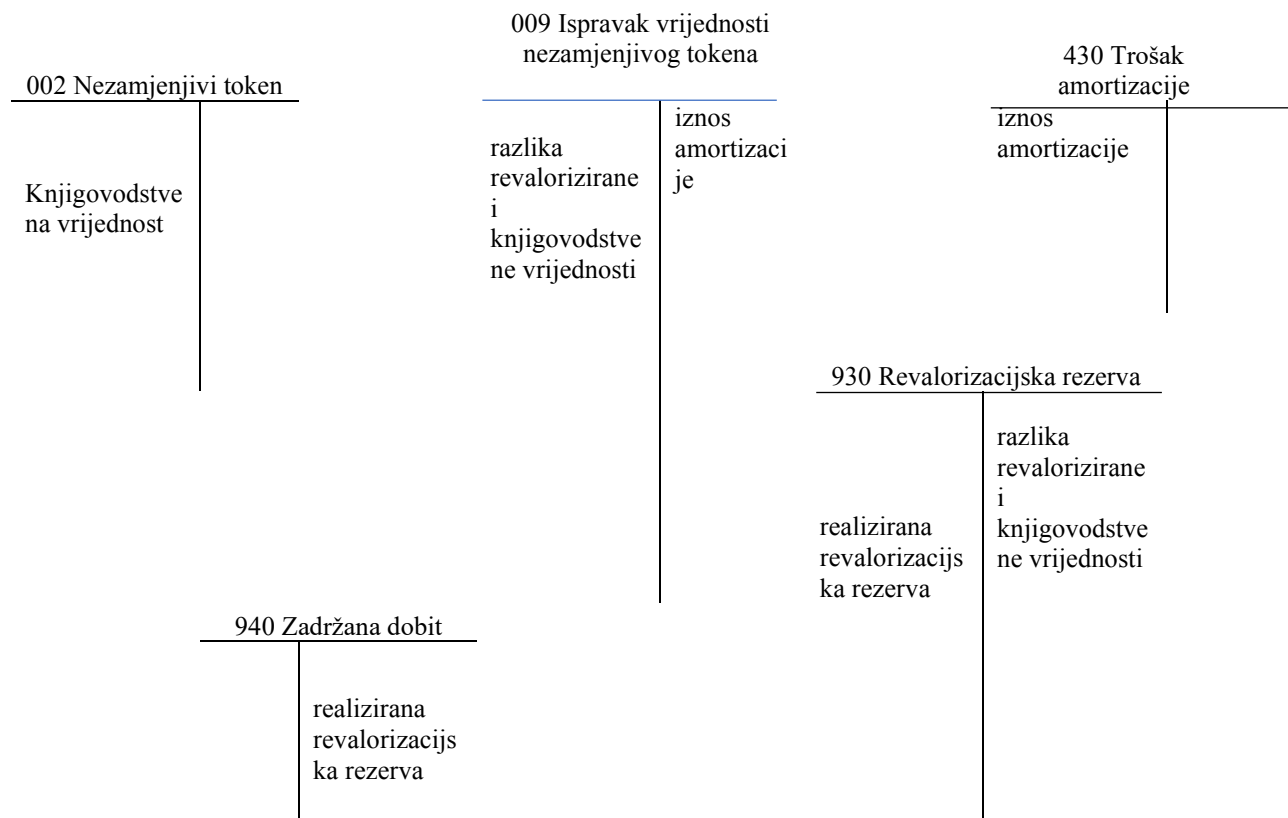 002 Nezamjenjivi token
Knjigovodstve
na vrijednost
009 Ispravak vrijednosti
nezamjenjivog tokena
razlika
revalorizirane
i
knjigovodstve
ne vrijednosti
iznos
amortizaci
je
430 Trošak
amortizacije
iznos
amortizacije
930 Revalorizacijska rezerva
realizirana
revalorizacijs
ka rezerva
razlika
revalorizirane
i
knjigovodstve
ne vrijednosti
940 Zadržana dobit
realizirana
revalorizacijs
ka rezerva